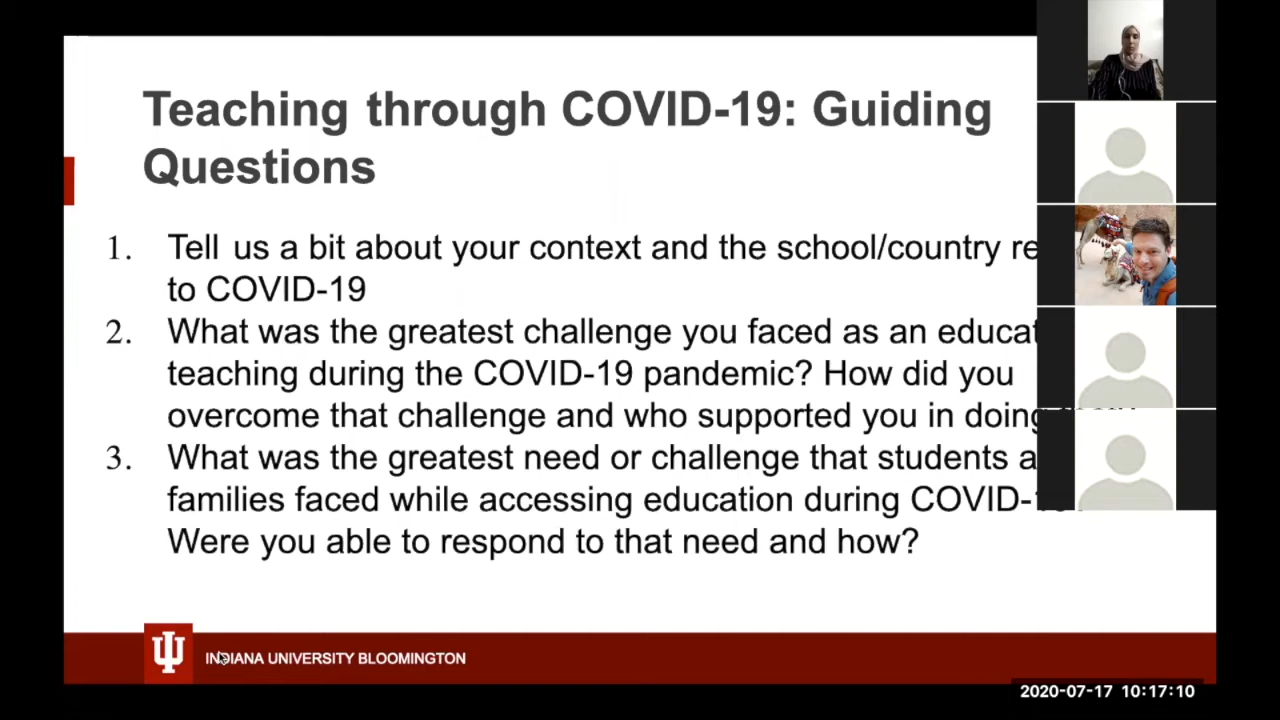 Teaching through COVID-19: Guiding
Questions
1. Tell us a bit about your context and the school/country
to COVID-19
2. What was the greatest challenge you faced as an
teaching during the COVID-19 pandemic? How did you
overcome that challenge and who supported you in doing
3. What was the greatest need or challenge that students
families faced while accessing education during
Were you able to respond to that need and how?
INDIANA UNIVERSITY BLOOMINGTON
2020-07-17 10:17:10